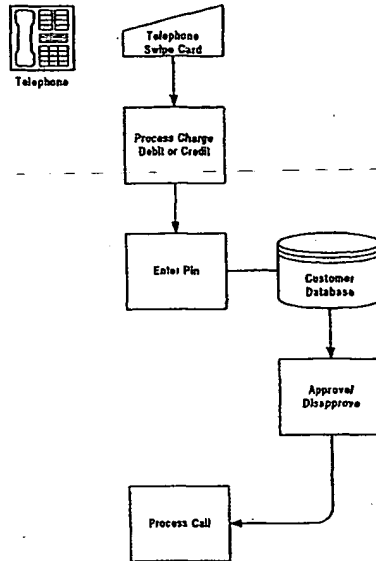 Telephone
Swipe Card
Telephone
Process Charge
Debit or Credit
Enter Pin
Customer
Database
Approve/
Disapprove
Process Call